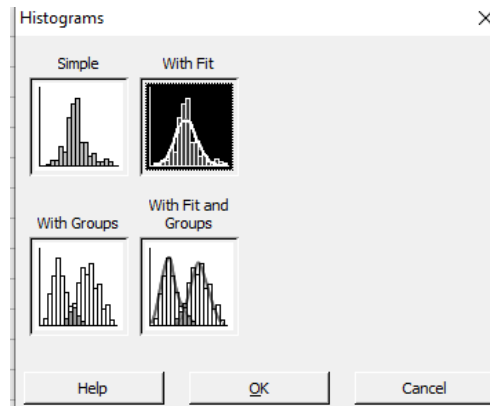 Histograms
Simple
With Fit
With Groups
With Fit and
Groups
Help
OK
Cancel